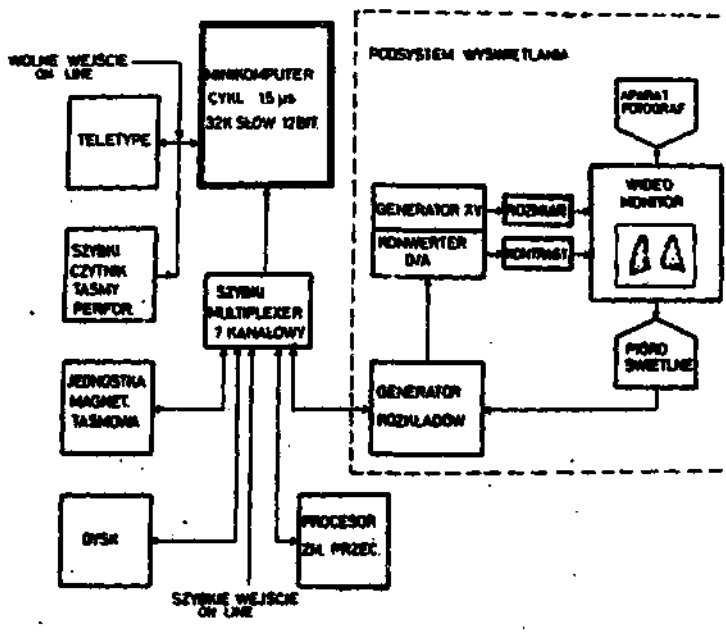 WOLNE WEJŚCIE
ON LINE
TELETYPE
SZYBKI
CZYTNIK
TAŚMY
PERFOR.
JEDNOSTKA
MAGNET.
TAŚMOWA
DYSK
MINIKOMPUTER
CYKL 1.5 µs
32K SŁÓW 12BIT.
SZYBKI
MULTIPLEXER
7 KANAŁOWY
PROCESOR
ZM. PRZEC.
SZYBKIE WEJŚCIE
ON LINE
PODSYSTEM WYŚWIETLANIA
APARAT
FOTOGRAF
GENERATOR XY
KONWERTER
D/A
ROZMIAR
KONTRAST
WIDEO
MONITOR
PIÓRO
ŚWIETLNE
GENERATOR
ROZKŁADÓW